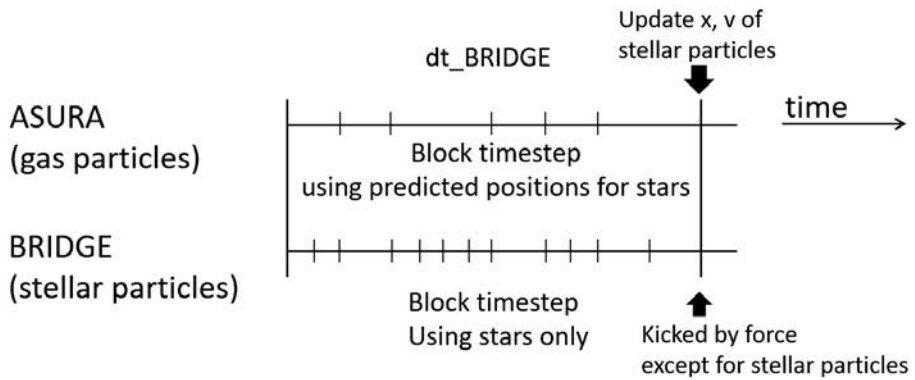 Update x, v of
stellar particles
dt_BRIDGE
time
ASURA
(gas particles)
Block timestep
using predicted positions for stars
BRIDGE
(stellar particles)
Block timestep
Using stars only
Kicked by force
except for stellar particles